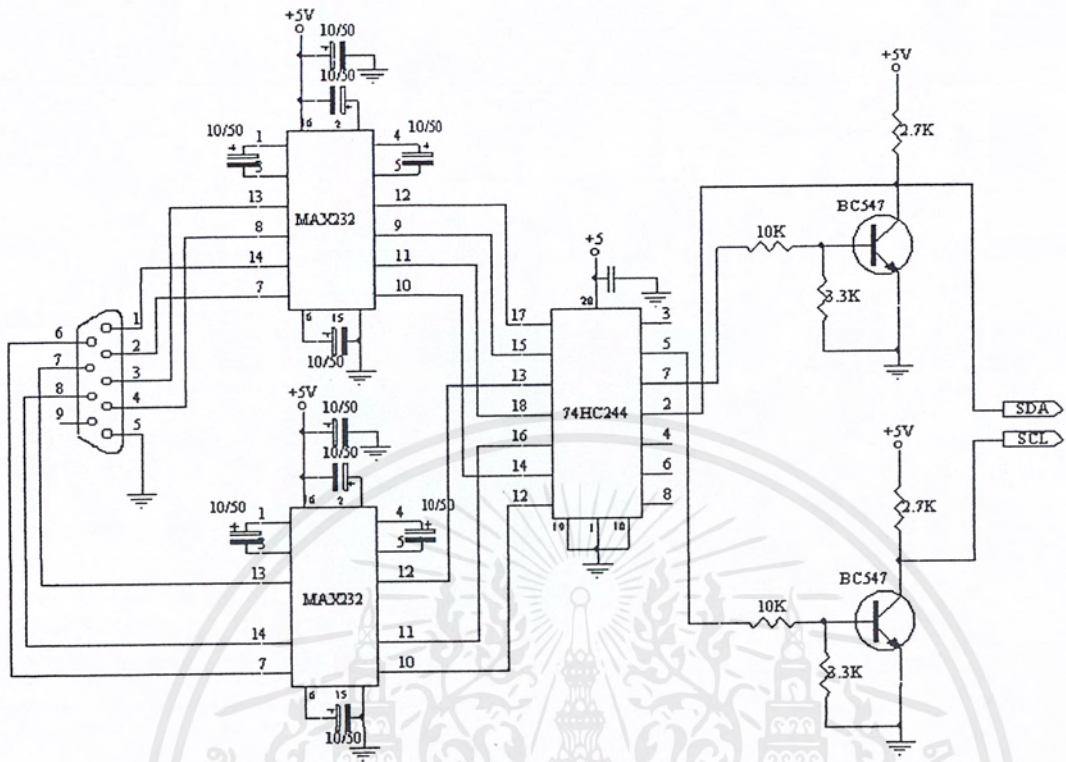 +5V
10/50
10/50
16 2
10/50 1 4 10/50
3 5
13 12
MAX232
8 9
14 11
7 10
6 15
10/50
+5V
2.7K
BC547
10K
3.3K
+5
20
17 3
15 5
13 7
18 74HC244 2
16 4
14 6
12 8
19 1 10
6 1
7 2
8 3
9 4
5
SDA
SCL
+5V
10/50
10/50
16 2
10/50 1 4 10/50
3 5
13 12
MAX232
14 11
7 10
6 15
10/50
+5V
2.7K
BC547
10K
3.3K